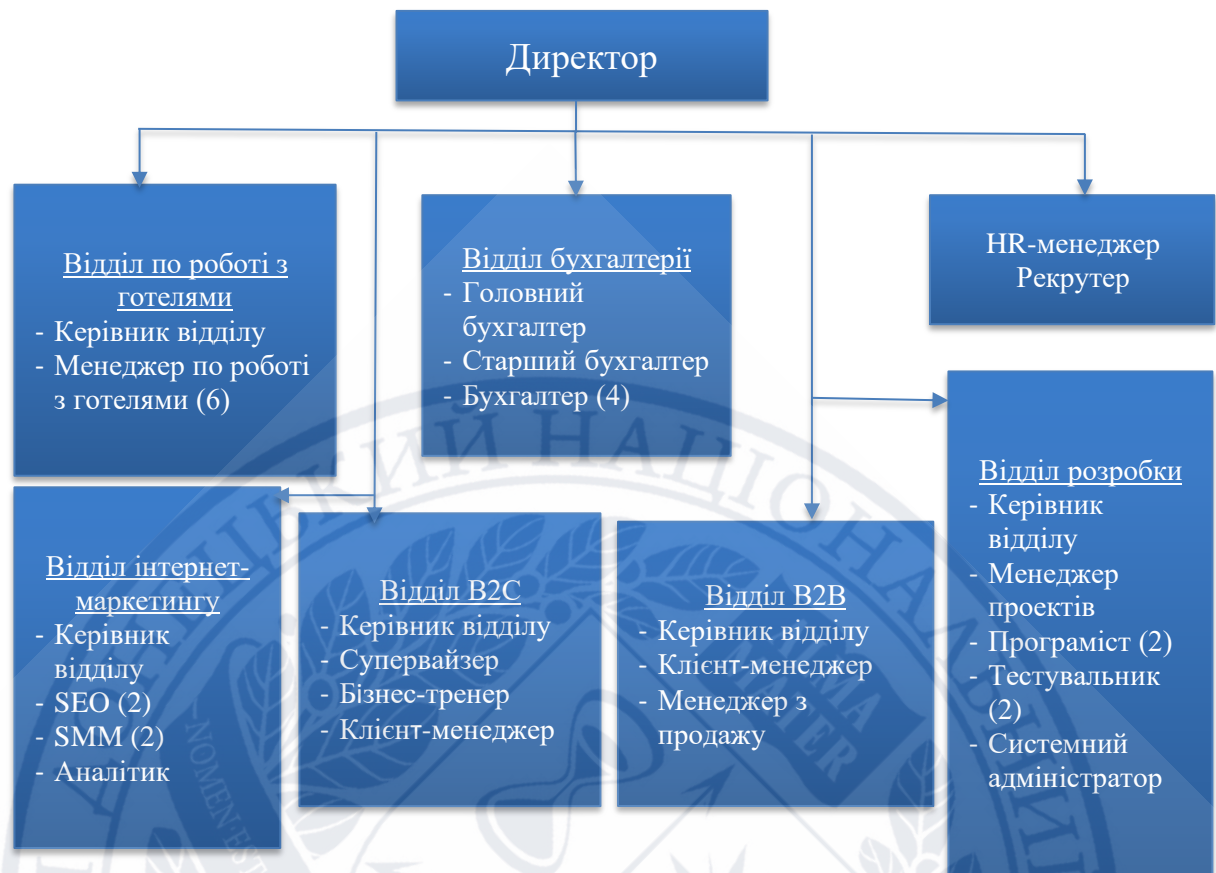 Директор
Відділ по роботі з
готелями
- Керівник відділу
- Менеджер по роботі
з готелями (6)
Відділ бухгалтерії
- Головний
бухгалтер
- Старший бухгалтер
- Бухгалтер (4)
HR-менеджер
Рекрутер
Відділ інтернет-
маркетингу
- Керівник
відділу
- SEO (2)
- SMM (2)
- Аналітик
Відділ B2C
- Керівник відділу
- Супервайзер
- Бізнес-тренер
- Клієнт-менеджер
Відділ B2B
- Керівник відділу
- Клієнт-менеджер
- Менеджер з
продажу
Відділ розробки
- Керівник
відділу
- Менеджер
проектів
- Програміст (2)
- Тестувальник
(2)
- Системний
адміністратор
НАЦІОНАЛЬНИЙ
ALMA
MATER